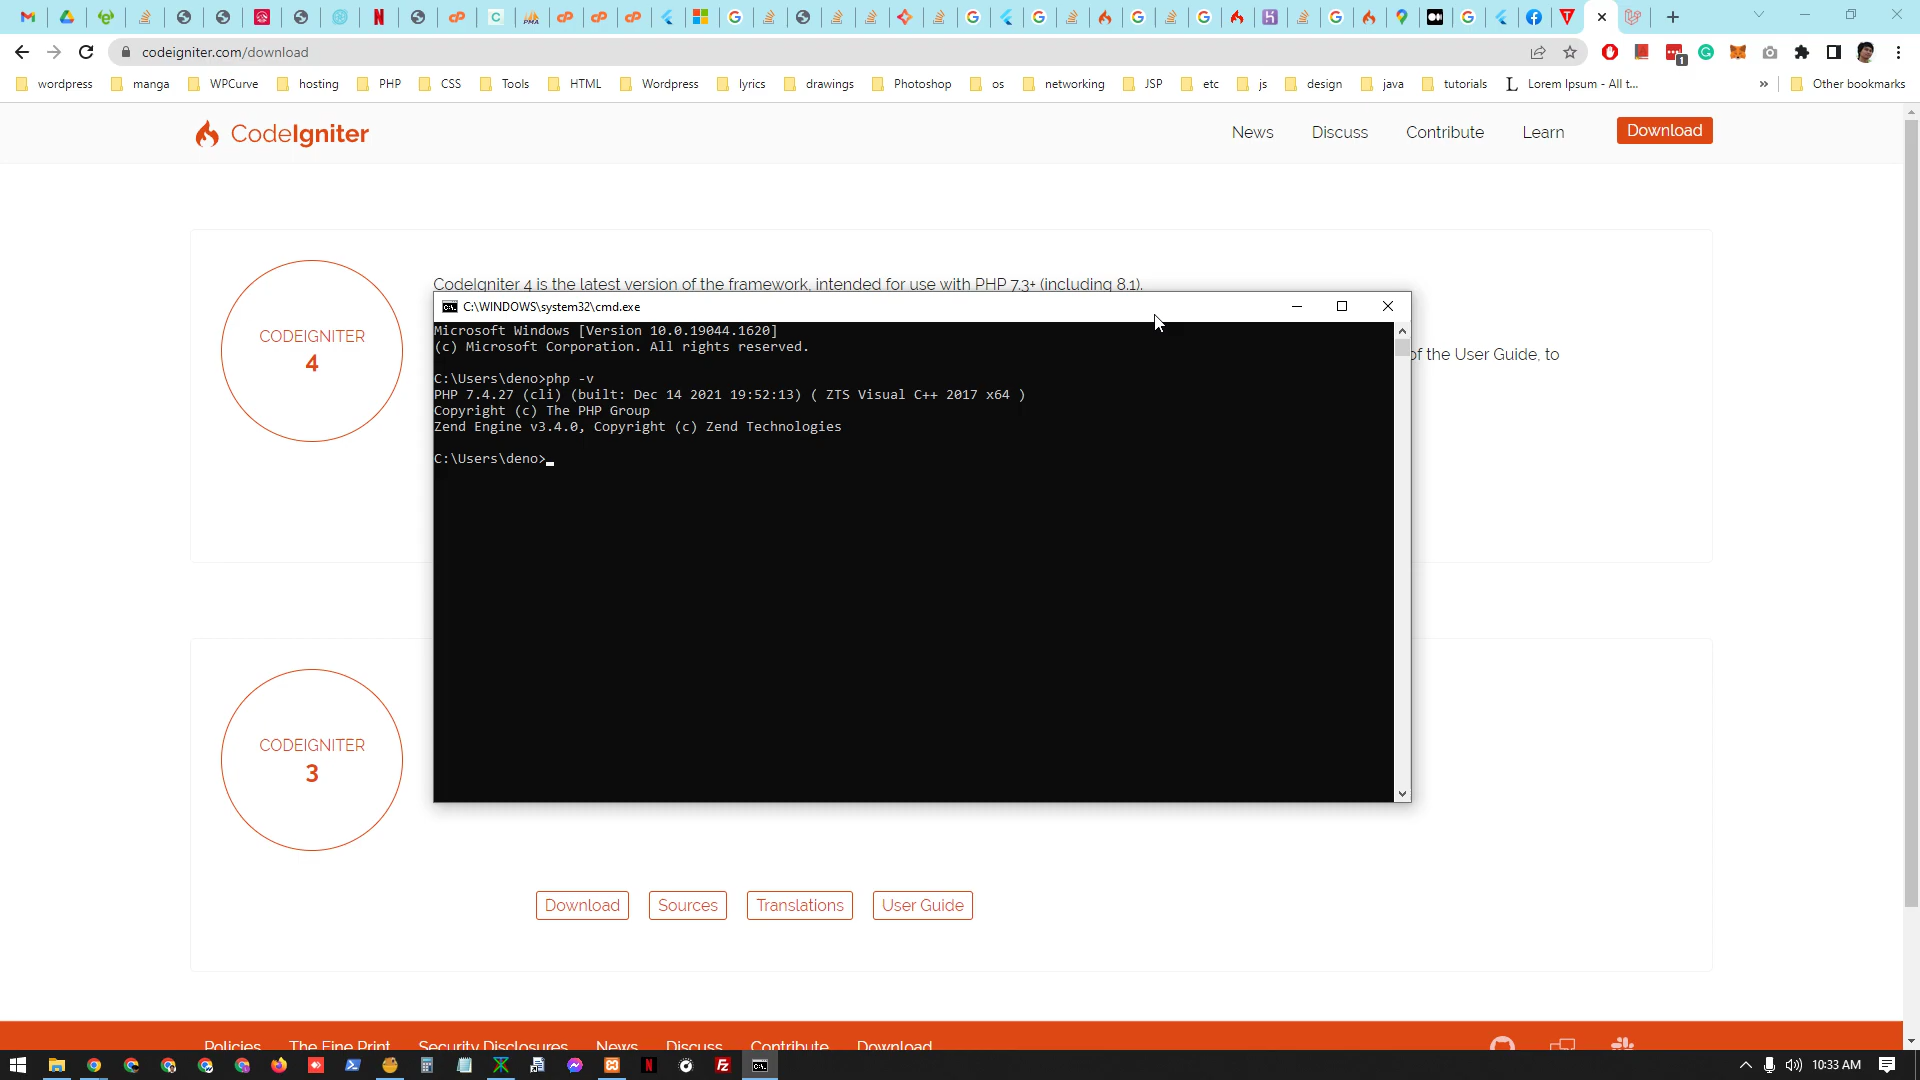 codeigniter.com/download
1
wordpress
manga
WPCurve
hosting
PHP
CSS
Tools
HTML
Wordpress
lyrics
drawings
Photoshop
os
networking
JSP
etc
js
design
java
tutorials
Lorem Ipsum - All t...
»
Other bookmarks
CodeIgniter
News
Discuss
Contribute
Learn
Download
CODEIGNITER
4
CodeIgniter 4 is the latest version of the framework, intended for use with PHP 7.3+ (including 8.1).
of the User Guide, to
C:\WINDOWS\system32\cmd.exe
Microsoft Windows [Version 10.0.19044.1620]
(c) Microsoft Corporation. All rights reserved.
C:\Users\deno>php -v
PHP 7.4.27 (cli) (built: Dec 14 2021 19:52:13) ( ZTS Visual C++ 2017 x64 )
Copyright (c) The PHP Group
Zend Engine v3.4.0, Copyright (c) Zend Technologies
C:\Users\deno>
CODEIGNITER
3
Download
Sources
Translations
User Guide
Policies
The Fine Print
Security Disclosures
News
Discuss
Contribute
Download
10:33 AM